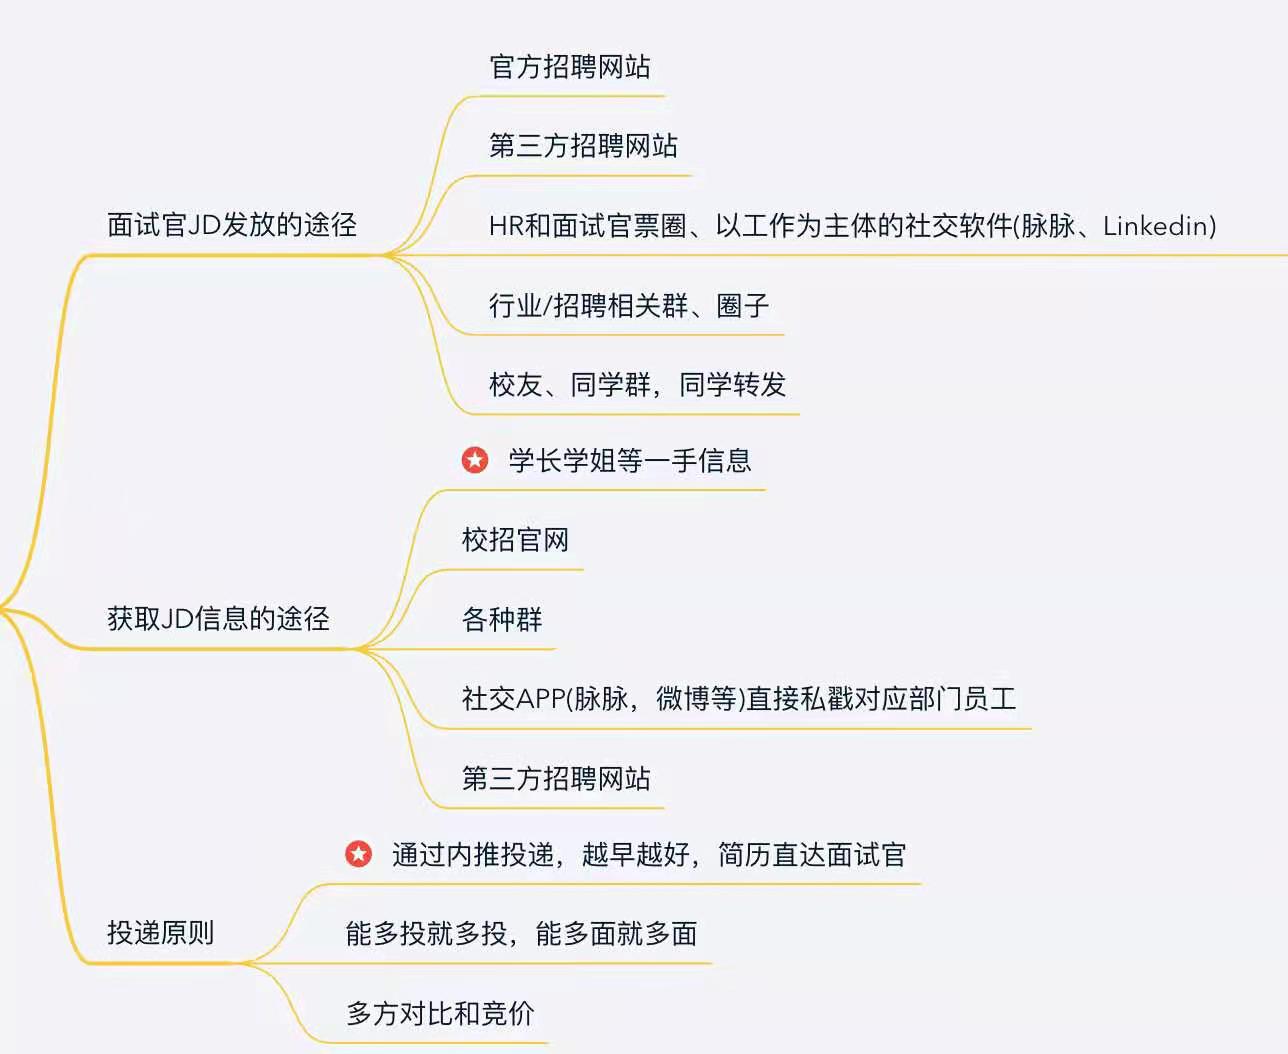 官方招聘网站
第三方招聘网站
面试官JD发放的途径
HR和面试官票圈、以工作为主体的社交软件(脉脉、Linkedin)
行业/招聘相关群、圈子
校友、同学群，同学转发
学长学姐等一手信息
校招官网
获取JD信息的途径
各种群
社交APP(脉脉，微博等)直接私戳对应部门员工
第三方招聘网站
通过内推投递，越早越好，简历直达面试官
投递原则
能多投就多投，能多面就多面
多方对比和竞价